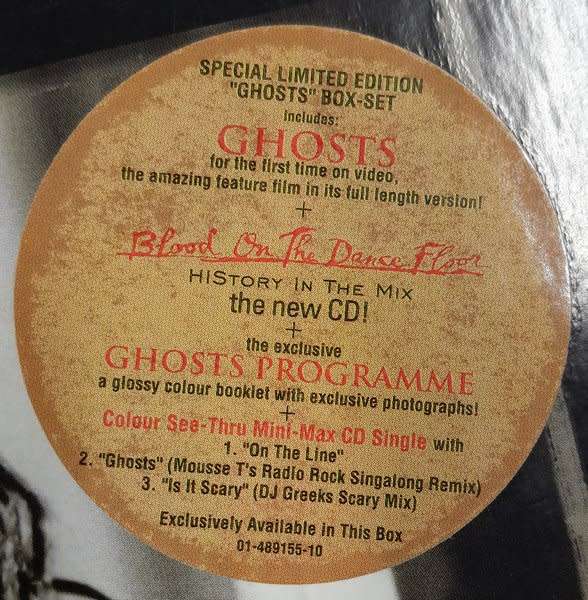 SPECIAL LIMITED EDITION
"GHOSTS" BOX-SET
Includes:
GHOSTS
for the first time on video,
the amazing feature film in its full length version!
+
Blood On The Dance Floor
HIStory In The Mix
the new CD!
+
the exclusive
GHOSTS PROGRAMME
a glossy colour booklet with exclusive photographs!
+
Colour See-Thru Mini-Max CD Single with
1. "On The Line"
2. "Ghosts" (Mousse T's Radio Rock Singalong Remix)
3. "Is It Scary" (DJ Greeks Scary Mix)
Exclusively Available in This Box
01-489155-10